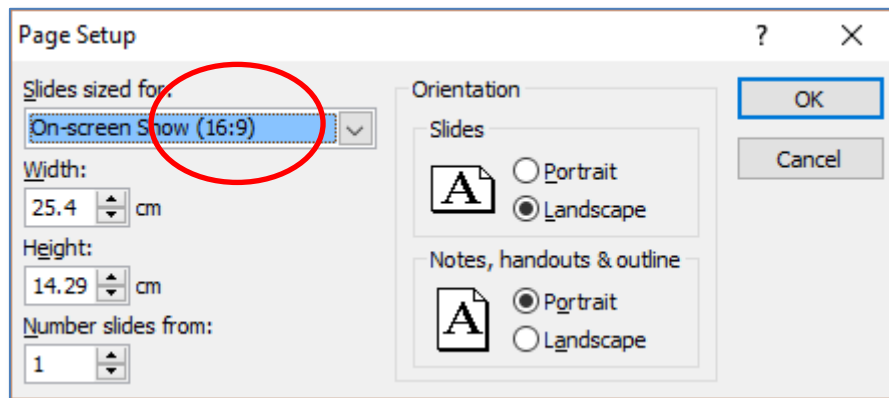 Page Setup
?
Slides sized for:
On-screen Show (16:9)
Width:
25.4 cm
Height:
14.29 cm
Number slides from:
1
Orientation
Slides
A
Portrait
Landscape
Notes, handouts & outline
A
Portrait
Landscape
OK
Cancel